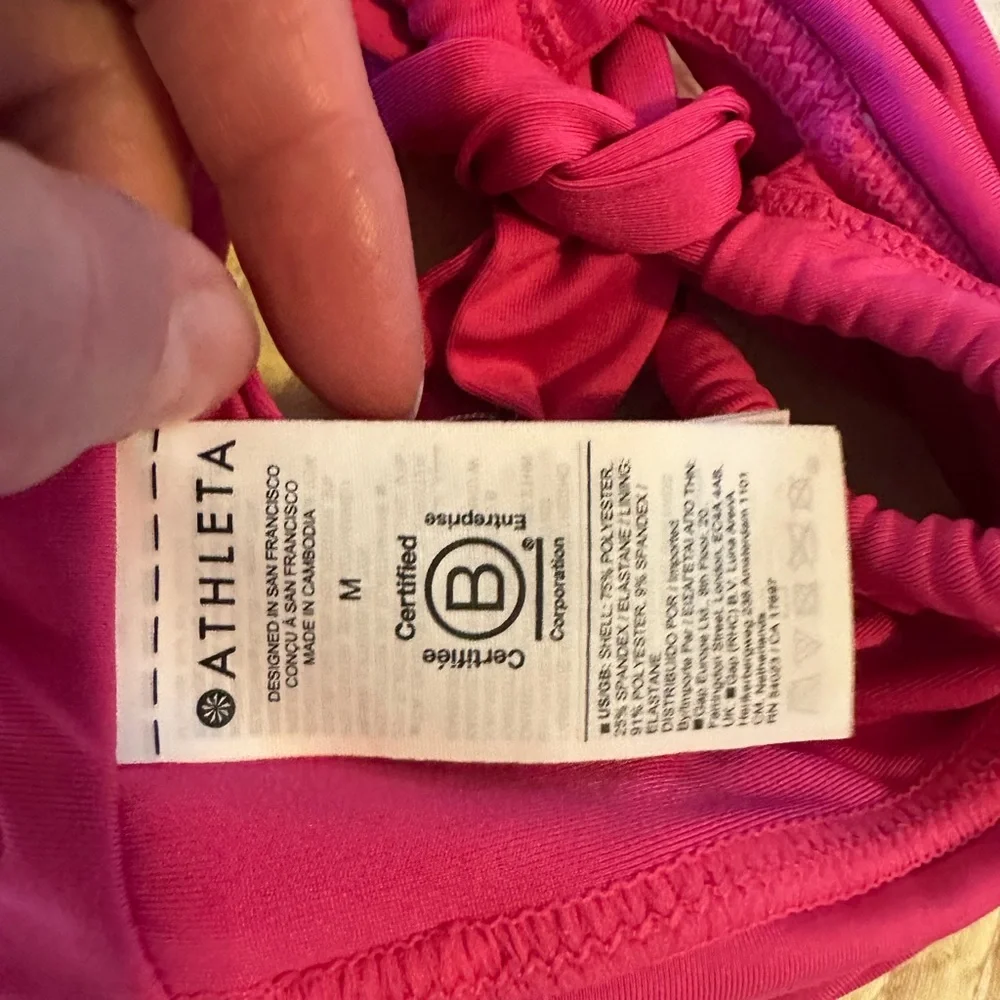 ATHLETA
DESIGNED IN SAN FRANCISCO
CONÇU À SAN FRANCISCO
MADE IN CAMBODIA
M
Certified
B
®
Corporation
Certifiée
Entreprise
■ US/GB: SHELL: 75% POLYESTER,
25% SPANDEX / ELASTANE / LINING:
91% POLYESTER, 9% SPANDEX /
ELASTANE
DISTRIBUIDO POR / Imported
By/Importé Par / ΕΙΣΑΓΕΤΑΙ ΑΠΟ ΤΗΝ:
■ Gap Europe Ltd., 8th Floor, 20
Farringdon Street, London, EC4A 4AB,
UK. ■ Gap (RHC) B.V. Luna Arena,
Herikerbergweg 238, Amsterdam 1101
CM, Netherlands
RN 54023 / CA 17897